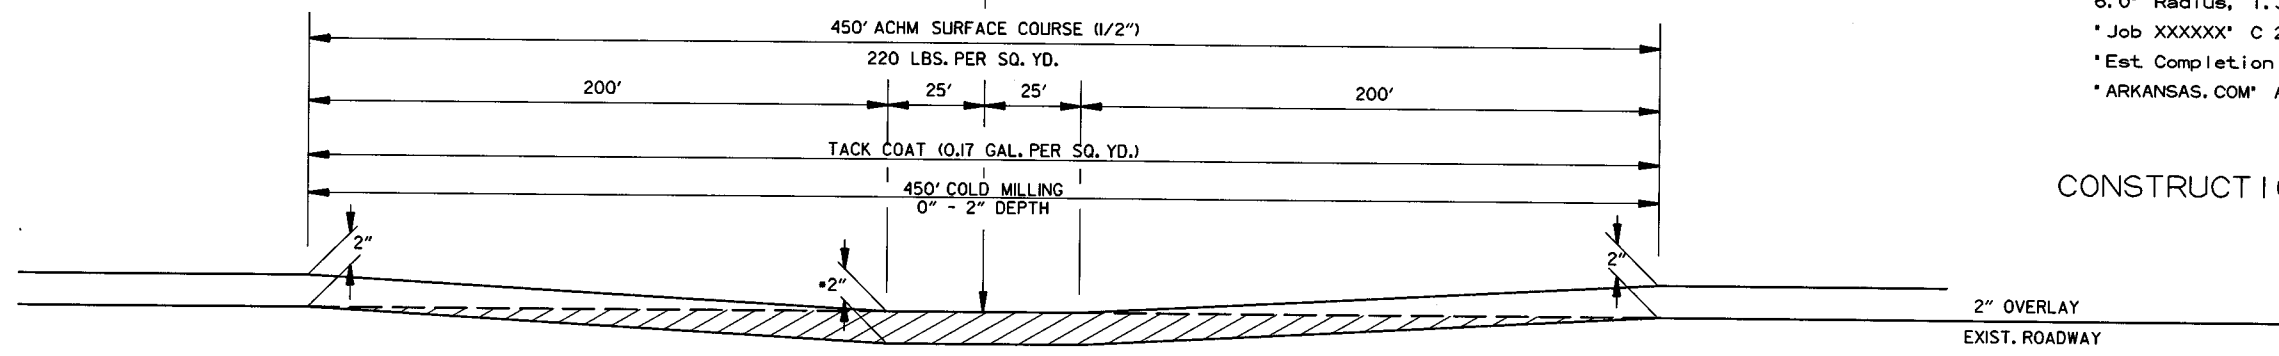 450' ACHM SURFACE COURSE (1/2")
220 LBS. PER SQ. YD.
200'
25'
25'
200'
TACK COAT (0.17 GAL. PER SQ. YD.)
450' COLD MILLING
0" - 2" DEPTH
2"
*2"
2"
2" OVERLAY
EXIST. ROADWAY
6.0" Radius, 1.
"Job XXXXXX" C 2
"Est Completion
"ARKANSAS.COM" A
CONSTRUCTI